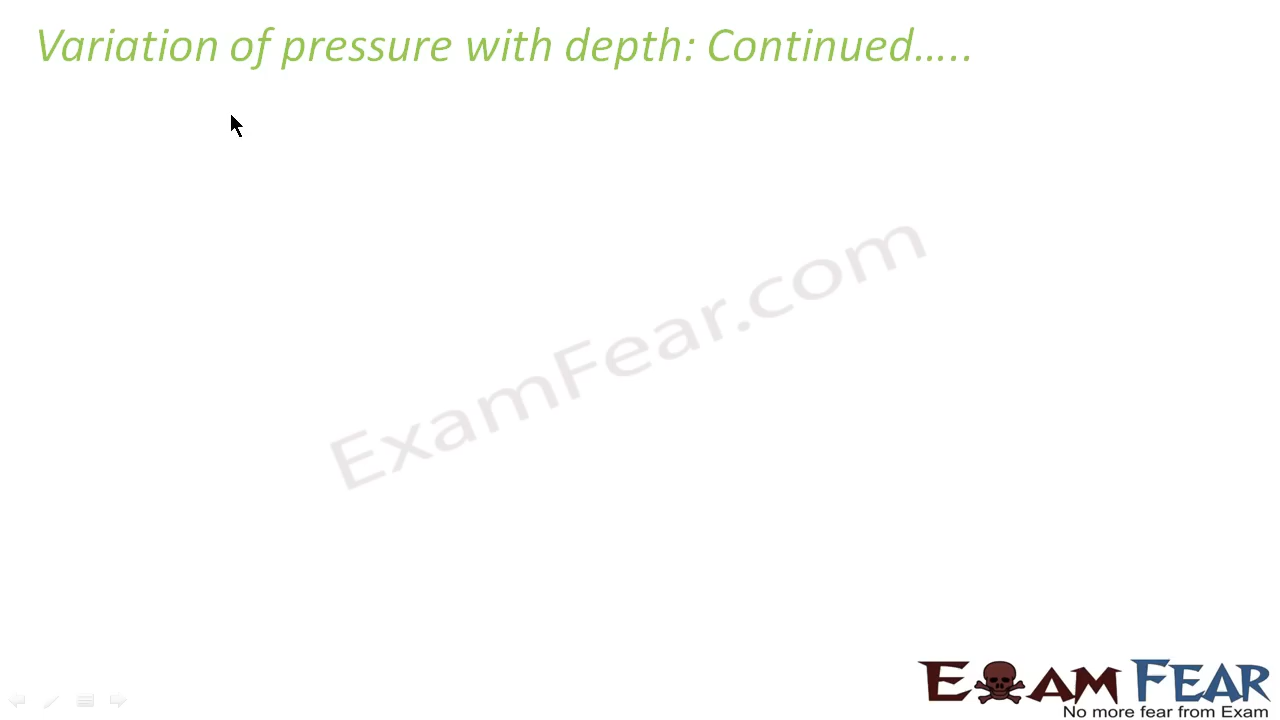 Variation of pressure with depth: Continued…..
ExamFear.com
EXAM FEAR
No more fear from Exam